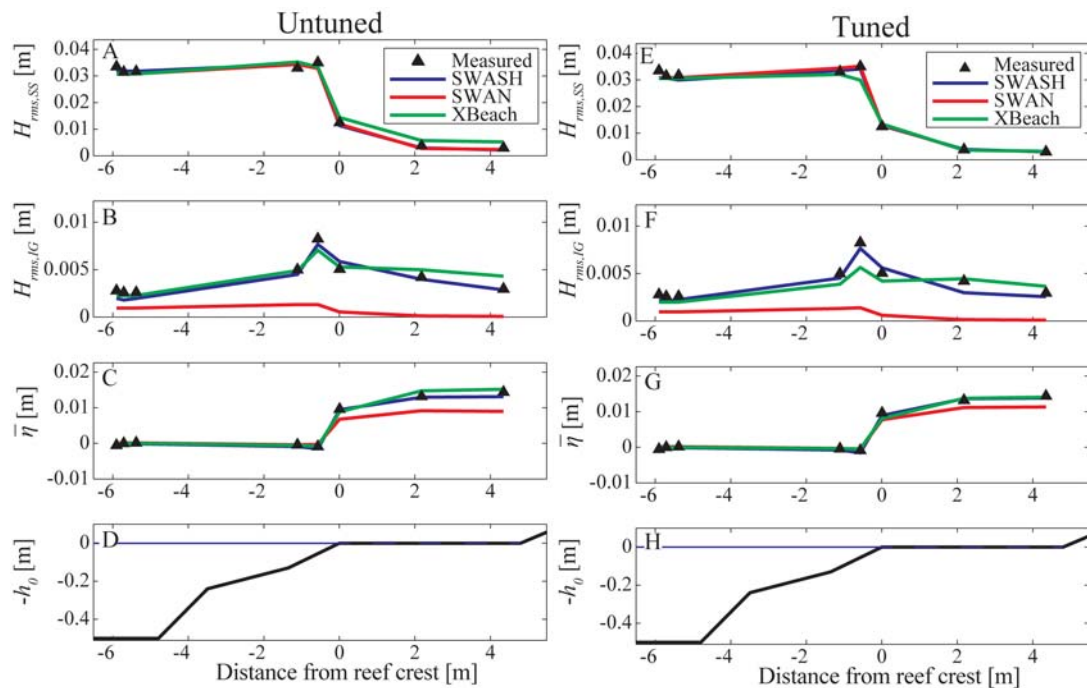 Untuned
A
H_rms,SS [m]
0.04
0.03
0.02
0.01
0
Measured
SWASH
SWAN
XBeach
-6 -4 -2 0 2 4
B
H_rms,IG [m]
0.01
0.005
0
-6 -4 -2 0 2 4
C
η̅ [m]
0.02
0.01
0
-0.01
-6 -4 -2 0 2 4
D
-h_0 [m]
0
-0.2
-0.4
-6 -4 -2 0 2 4
Distance from reef crest [m]
Tuned
E
H_rms,SS [m]
0.04
0.03
0.02
0.01
0
Measured
SWASH
SWAN
XBeach
-6 -4 -2 0 2 4
F
H_rms,IG [m]
0.01
0.005
0
-6 -4 -2 0 2 4
G
η̅ [m]
0.02
0.01
0
-0.01
-6 -4 -2 0 2 4
H
-h_0 [m]
0
-0.2
-0.4
-6 -4 -2 0 2 4
Distance from reef crest [m]